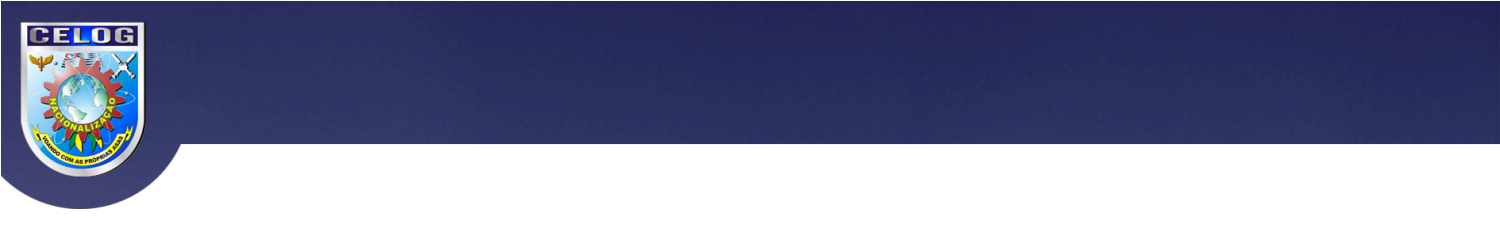 CELOG
NACIONALIZAÇÃO
VOANDO COM AS PRÓPRIAS ASAS